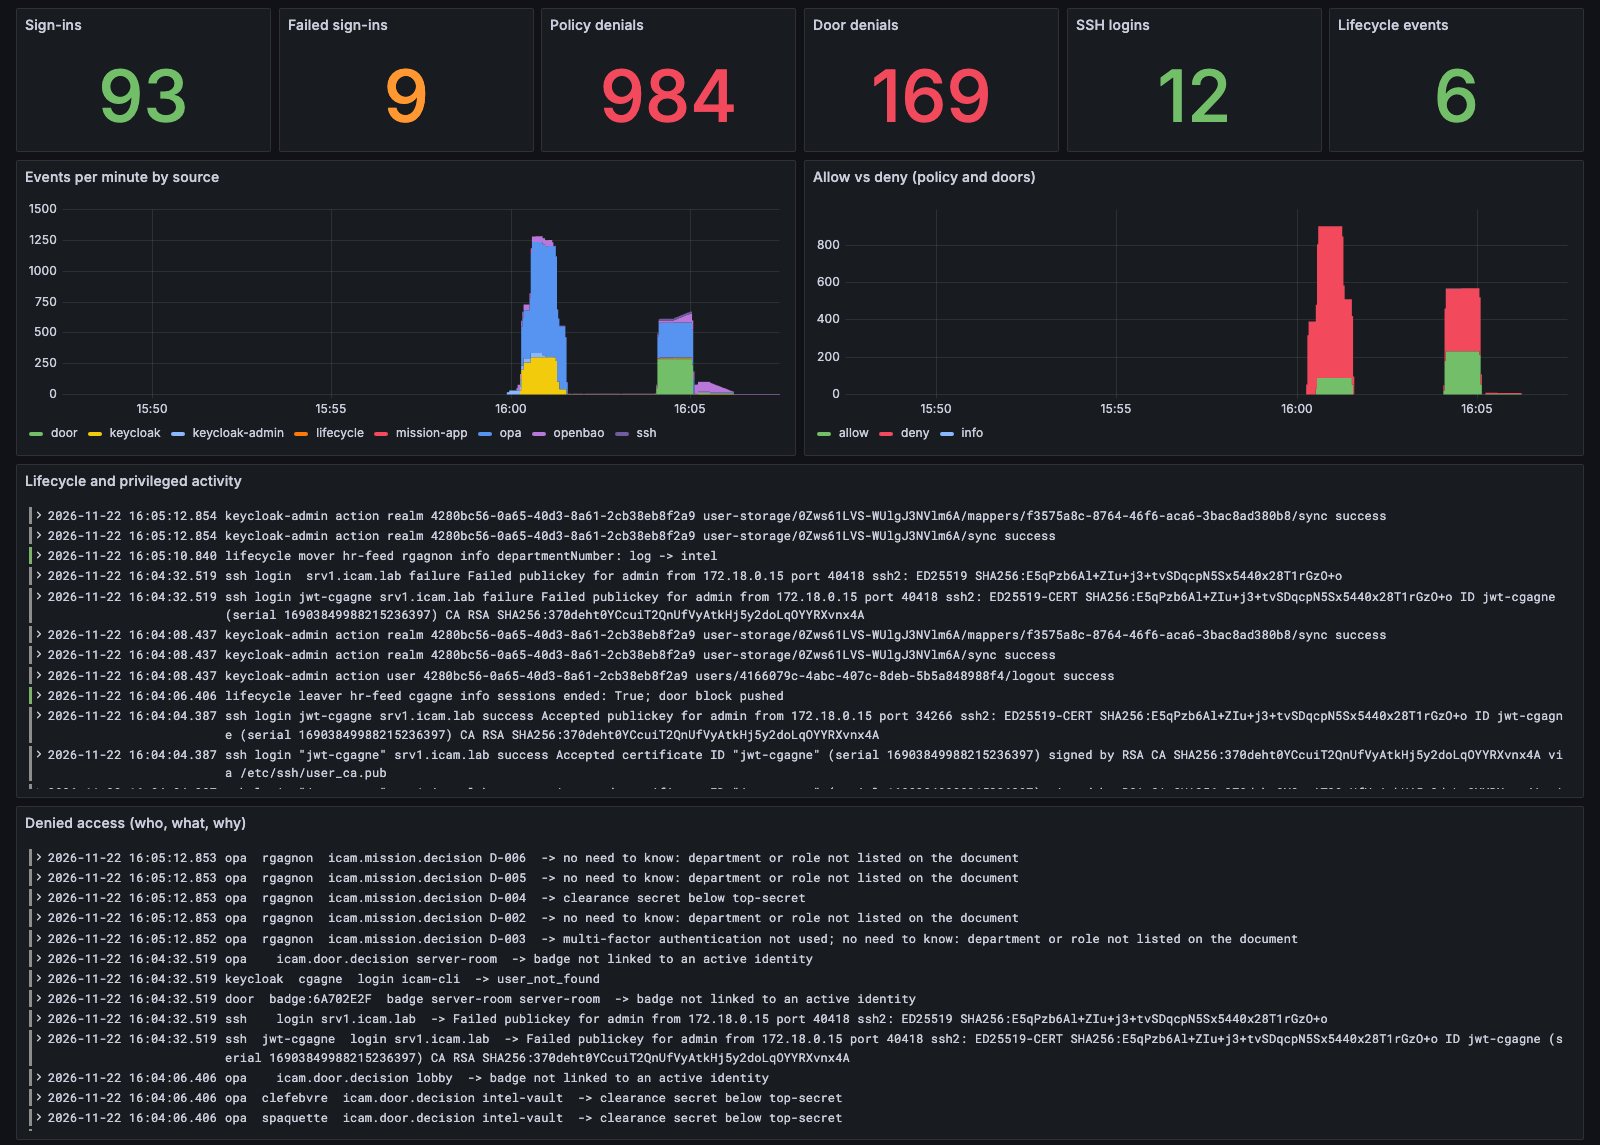 Sign-ins
93
Failed sign-ins
9
Policy denials
984
Door denials
169
SSH logins
12
Lifecycle events
6
Events per minute by source
1500
1250
1000
750
500
250
0
15:50 15:55 16:00 16:05
door keycloak keycloak-admin lifecycle mission-app opa openbao ssh
Allow vs deny (policy and doors)
800
600
400
200
0
15:50 15:55 16:00 16:05
allow deny info
Lifecycle and privileged activity
2026-11-22 16:05:12.854 keycloak-admin action realm 4280bc56-0a65-40d3-8a61-2cb38eb8f2a9 user-storage/0Zws61LVS-WUlgJ3NVlm6A/mappers/f3575a8c-8764-46f6-aca6-3bac8ad380b8/sync success
2026-11-22 16:05:12.854 keycloak-admin action realm 4280bc56-0a65-40d3-8a61-2cb38eb8f2a9 user-storage/0Zws61LVS-WUlgJ3NVlm6A/sync success
2026-11-22 16:05:10.840 lifecycle mover hr-feed rgagnon info departmentNumber: log -> intel
2026-11-22 16:04:32.519 ssh login srv1.icam.lab failure Failed publickey for admin from 172.18.0.15 port 40418 ssh2: ED25519 SHA256:E5qPzb6Al+ZIu+j3+tvSDqcpN5Sx5440x28T1rGzO+o
2026-11-22 16:04:32.519 ssh login jwt-cgagne srv1.icam.lab failure Failed publickey for admin from 172.18.0.15 port 40418 ssh2: ED25519-CERT SHA256:E5qPzb6Al+ZIu+j3+tvSDqcpN5Sx5440x28T1rGzO+o ID jwt-cgagne
(serial 16903849988215236397) CA RSA SHA256:370deht0YCcuiT2QnUfVyAtkHj5y2doLqOYYRXvnx4A
2026-11-22 16:04:08.437 keycloak-admin action realm 4280bc56-0a65-40d3-8a61-2cb38eb8f2a9 user-storage/0Zws61LVS-WUlgJ3NVlm6A/mappers/f3575a8c-8764-46f6-aca6-3bac8ad380b8/sync success
2026-11-22 16:04:08.437 keycloak-admin action realm 4280bc56-0a65-40d3-8a61-2cb38eb8f2a9 user-storage/0Zws61LVS-WUlgJ3NVlm6A/sync success
2026-11-22 16:04:08.437 keycloak-admin action user 4280bc56-0a65-40d3-8a61-2cb38eb8f2a9 users/4166079c-4abc-407c-8deb-5b5a848988f4/logout success
2026-11-22 16:04:06.406 lifecycle leaver hr-feed cgagne info sessions ended: True; door block pushed
2026-11-22 16:04:04.387 ssh login jwt-cgagne srv1.icam.lab success Accepted publickey for admin from 172.18.0.15 port 34266 ssh2: ED25519-CERT SHA256:E5qPzb6Al+ZIu+j3+tvSDqcpN5Sx5440x28T1rGzO+o ID jwt-cgagn
e (serial 16903849988215236397) CA RSA SHA256:370deht0YCcuiT2QnUfVyAtkHj5y2doLqOYYRXvnx4A
2026-11-22 16:04:04.387 ssh login "jwt-cgagne" srv1.icam.lab success Accepted certificate ID "jwt-cgagne" (serial 16903849988215236397) signed by RSA CA SHA256:370deht0YCcuiT2QnUfVyAtkHj5y2doLqOYYRXvnx4A vi
a /etc/ssh/user_ca.pub
Denied access (who, what, why)
2026-11-22 16:05:12.853 opa rgagnon icam.mission.decision D-006 -> no need to know: department or role not listed on the document
2026-11-22 16:05:12.853 opa rgagnon icam.mission.decision D-005 -> no need to know: department or role not listed on the document
2026-11-22 16:05:12.853 opa rgagnon icam.mission.decision D-004 -> clearance secret below top-secret
2026-11-22 16:05:12.853 opa rgagnon icam.mission.decision D-002 -> no need to know: department or role not listed on the document
2026-11-22 16:05:12.852 opa rgagnon icam.mission.decision D-003 -> multi-factor authentication not used; no need to know: department or role not listed on the document
2026-11-22 16:04:32.519 opa icam.door.decision server-room -> badge not linked to an active identity
2026-11-22 16:04:32.519 keycloak cgagne login icam-cli -> user_not_found
2026-11-22 16:04:32.519 door badge:6A702E2F badge server-room server-room -> badge not linked to an active identity
2026-11-22 16:04:32.519 ssh login srv1.icam.lab -> Failed publickey for admin from 172.18.0.15 port 40418 ssh2: ED25519 SHA256:E5qPzb6Al+ZIu+j3+tvSDqcpN5Sx5440x28T1rGzO+o
2026-11-22 16:04:32.519 ssh jwt-cgagne login srv1.icam.lab -> Failed publickey for admin from 172.18.0.15 port 40418 ssh2: ED25519-CERT SHA256:E5qPzb6Al+ZIu+j3+tvSDqcpN5Sx5440x28T1rGzO+o ID jwt-cgagne (s
erial 16903849988215236397) CA RSA SHA256:370deht0YCcuiT2QnUfVyAtkHj5y2doLqOYYRXvnx4A
2026-11-22 16:04:06.406 opa icam.door.decision lobby -> badge not linked to an active identity
2026-11-22 16:04:06.406 opa clefebvre icam.door.decision intel-vault -> clearance secret below top-secret
2026-11-22 16:04:06.406 opa spaquette icam.door.decision intel-vault -> clearance secret below top-secret